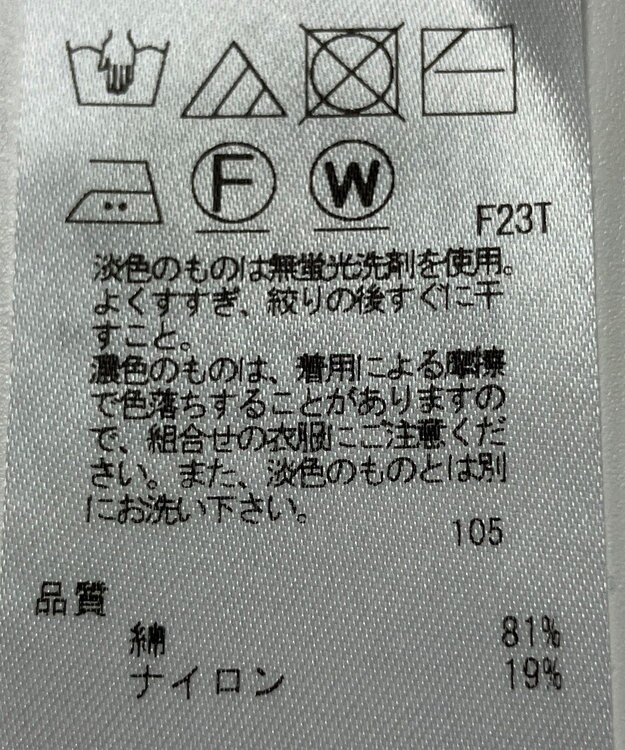 F
W
F23T
淡色のものは無蛍光洗剤を使用。
よくすすぎ、絞りの後すぐに干
すこと。
濃色のものは、着用による摩擦
で色落ちすることがありますの
で、組合せの衣服にご注意くだ
さい。また、淡色のものとは別
にお洗い下さい。
105
品質
綿 81%
ナイロン 19%